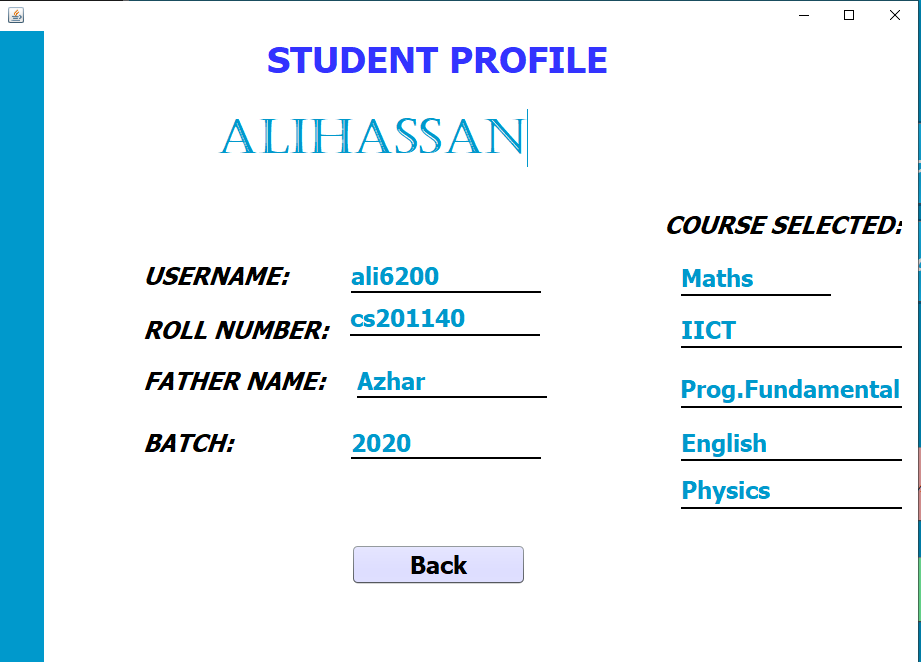 STUDENT PROFILE
ALIHASSAN
COURSE SELECTED:
USERNAME: ali6200
Maths
ROLL NUMBER: cs201140
IICT
FATHER NAME: Azhar
Prog.Fundamental
BATCH: 2020
English
Physics
Back